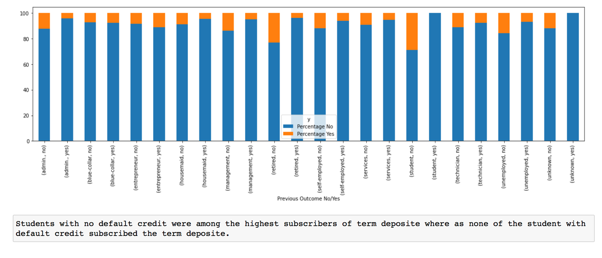 100
80
60
40
20
0
y
Percentage No
Percentage Yes
(admin., no)
(admin., yes)
(blue-collar, no)
(blue-collar, yes)
(entrepreneur, no)
(entrepreneur, yes)
(housemaid, no)
(housemaid, yes)
(management, no)
(management, yes)
(retired, no)
(retired, yes)
(self-employed, no)
(self-employed, yes)
(services, no)
(services, yes)
(student, no)
(student, yes)
(technician, no)
(technician, yes)
(unemployed, no)
(unemployed, yes)
(unknown, no)
(unknown, yes)
Previous Outcome No/Yes
Students with no default credit were among the highest subscribers of term deposite where as none of the student with
default credit subscribed the term deposite.